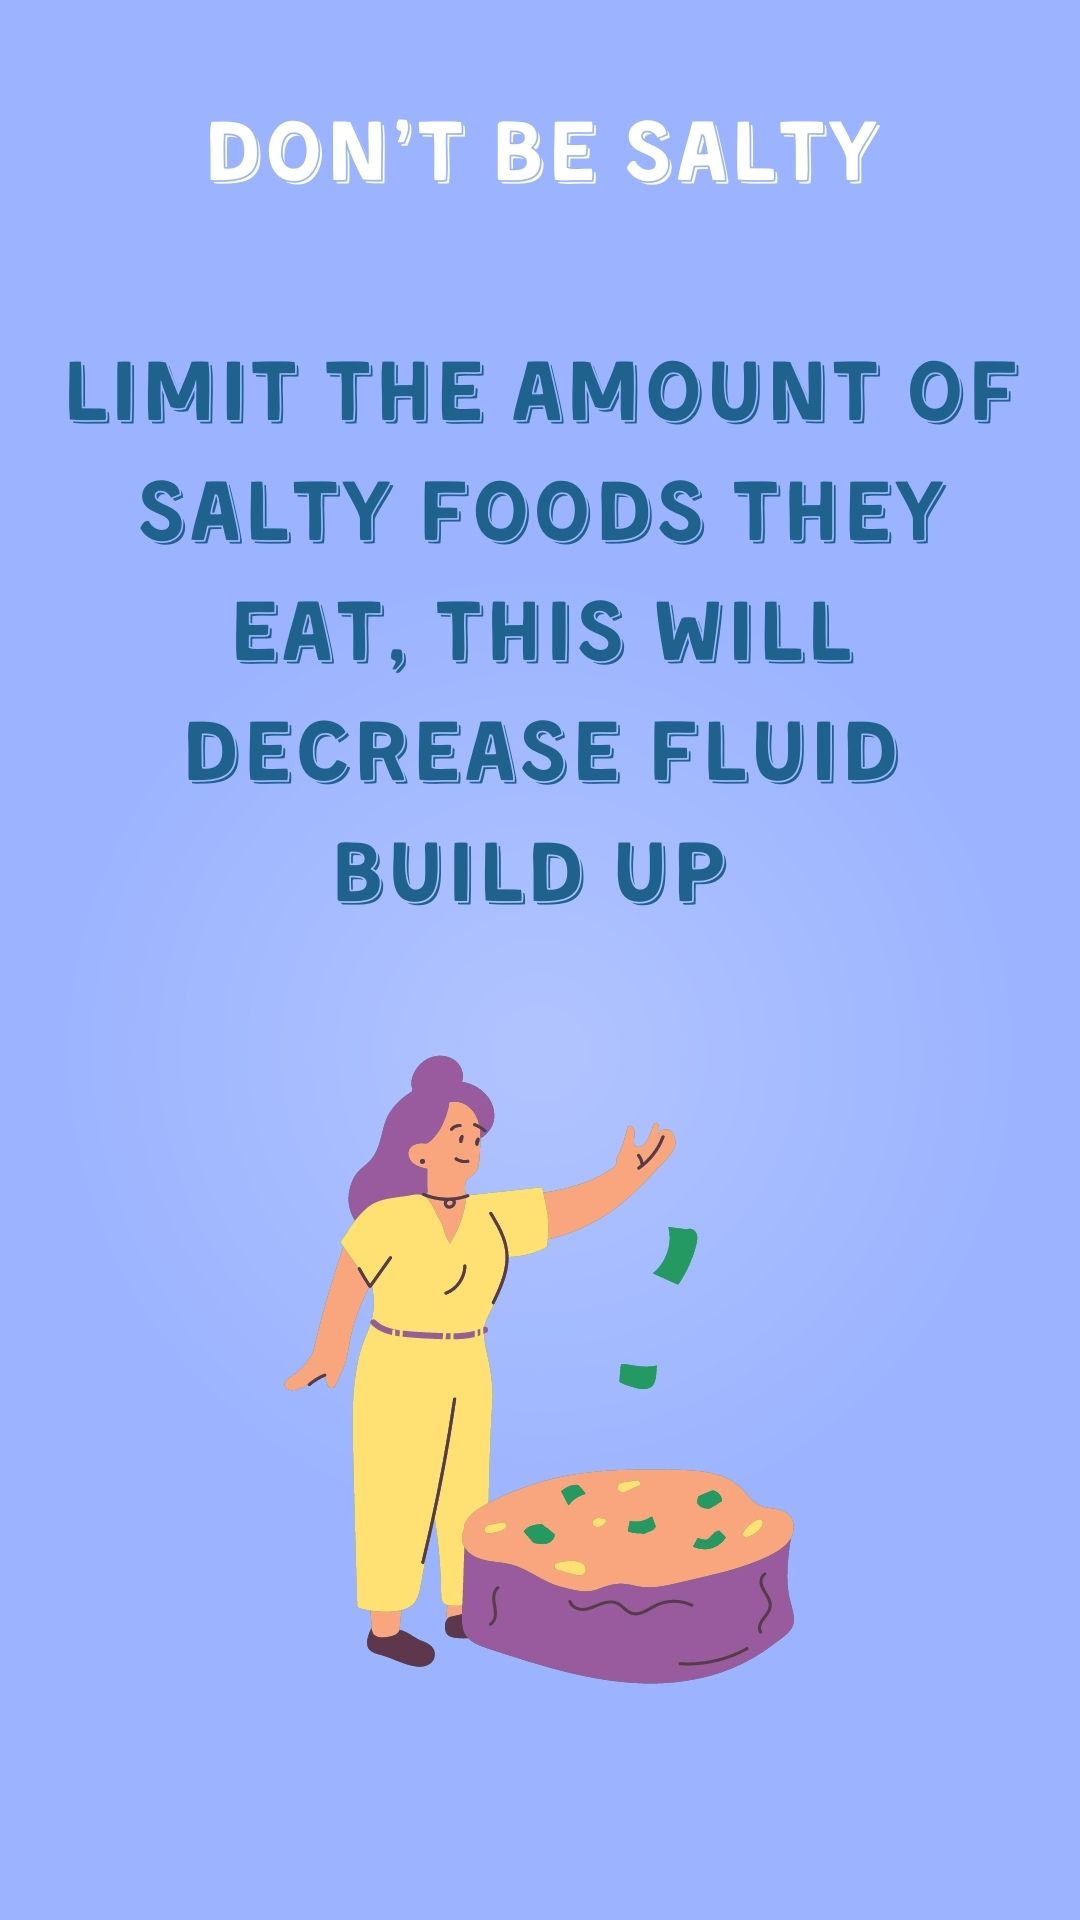 DON'T BE SALTY
LIMIT THE AMOUNT OF
SALTY FOODS THEY
EAT, THIS WILL
DECREASE FLUID
BUILD UP